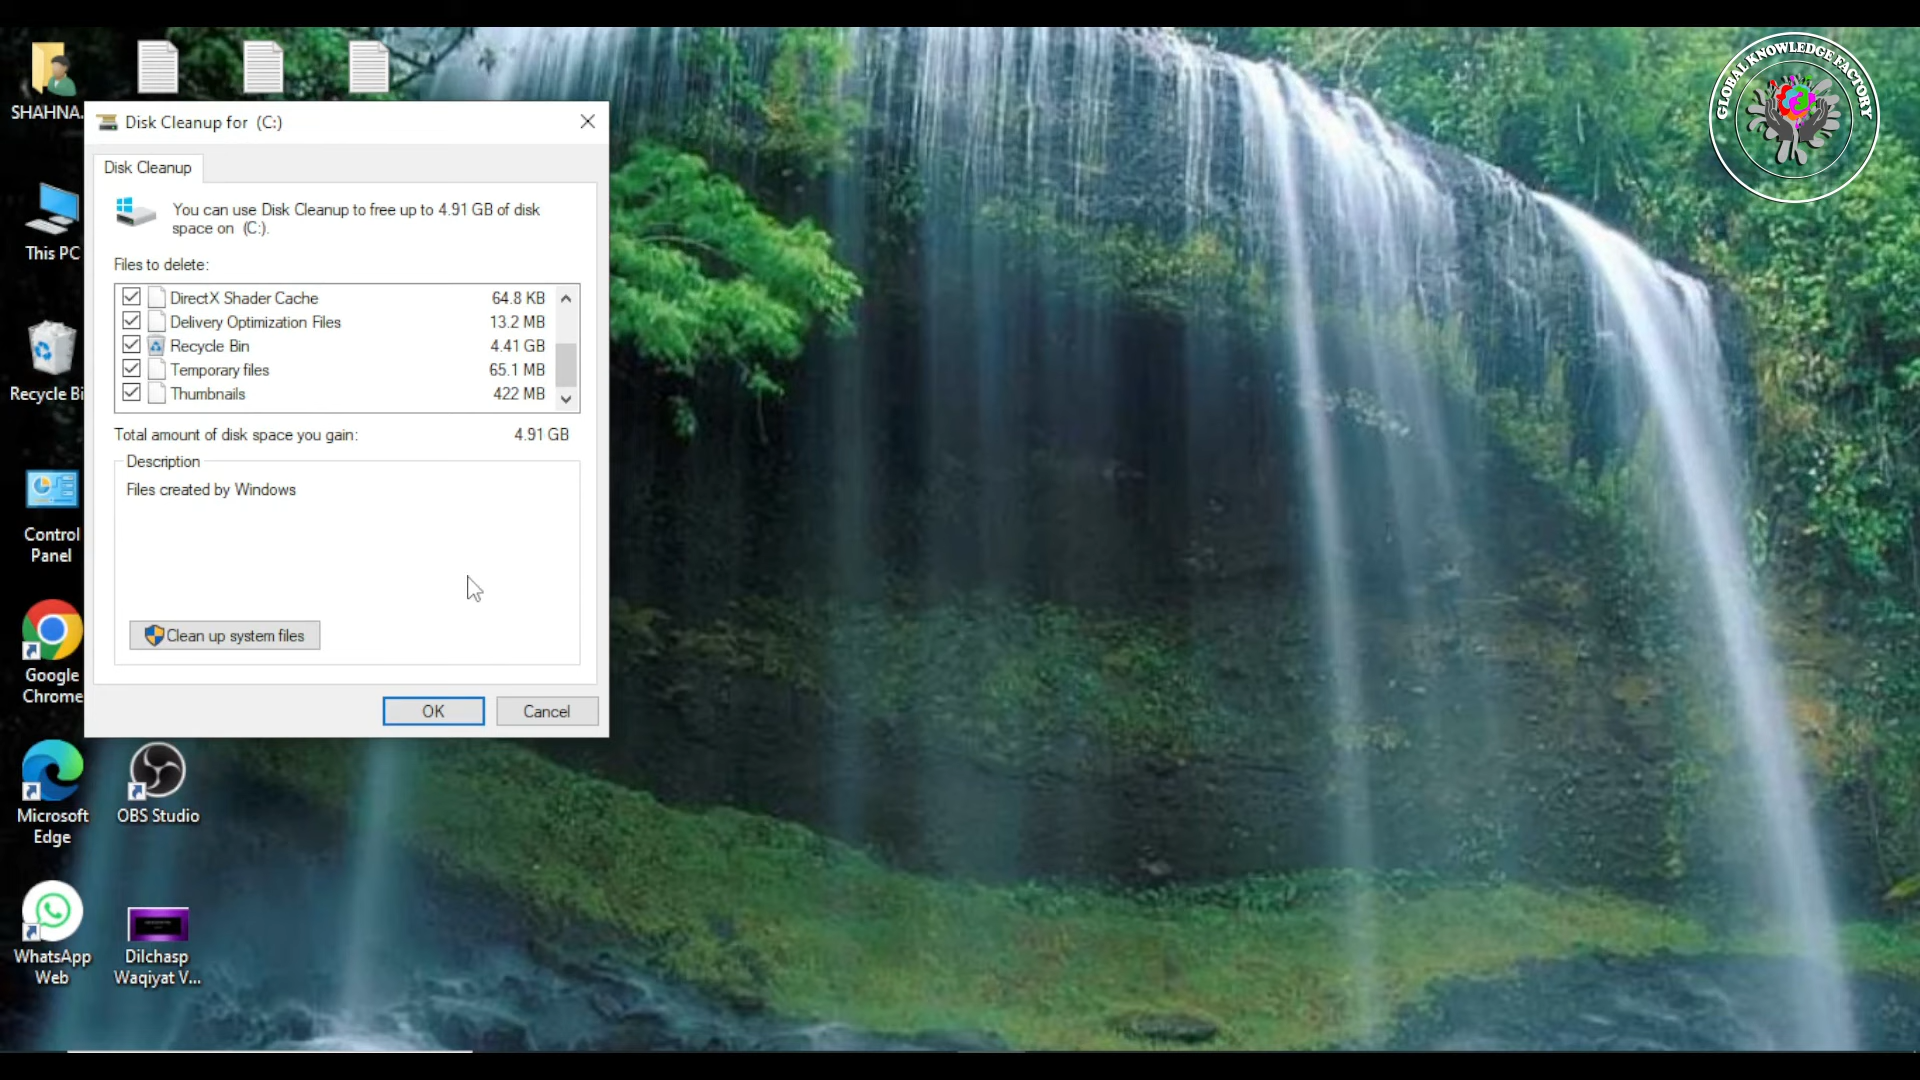 GLOBAL KNOWLEDGE FACTORY
SHAHNA.
This PC
Recycle Bi
Control
Panel
Google
Chrome
Microsoft
Edge
OBS Studio
WhatsApp
Web
Dilchasp
Waqiyat V...
Disk Cleanup for (C:)
Disk Cleanup
You can use Disk Cleanup to free up to 4.91 GB of disk
space on (C:).
Files to delete:
DirectX Shader Cache 64.8 KB
Delivery Optimization Files 13.2 MB
Recycle Bin 4.41 GB
Temporary files 65.1 MB
Thumbnails 422 MB
Total amount of disk space you gain: 4.91 GB
Description
Files created by Windows
Clean up system files
OK
Cancel